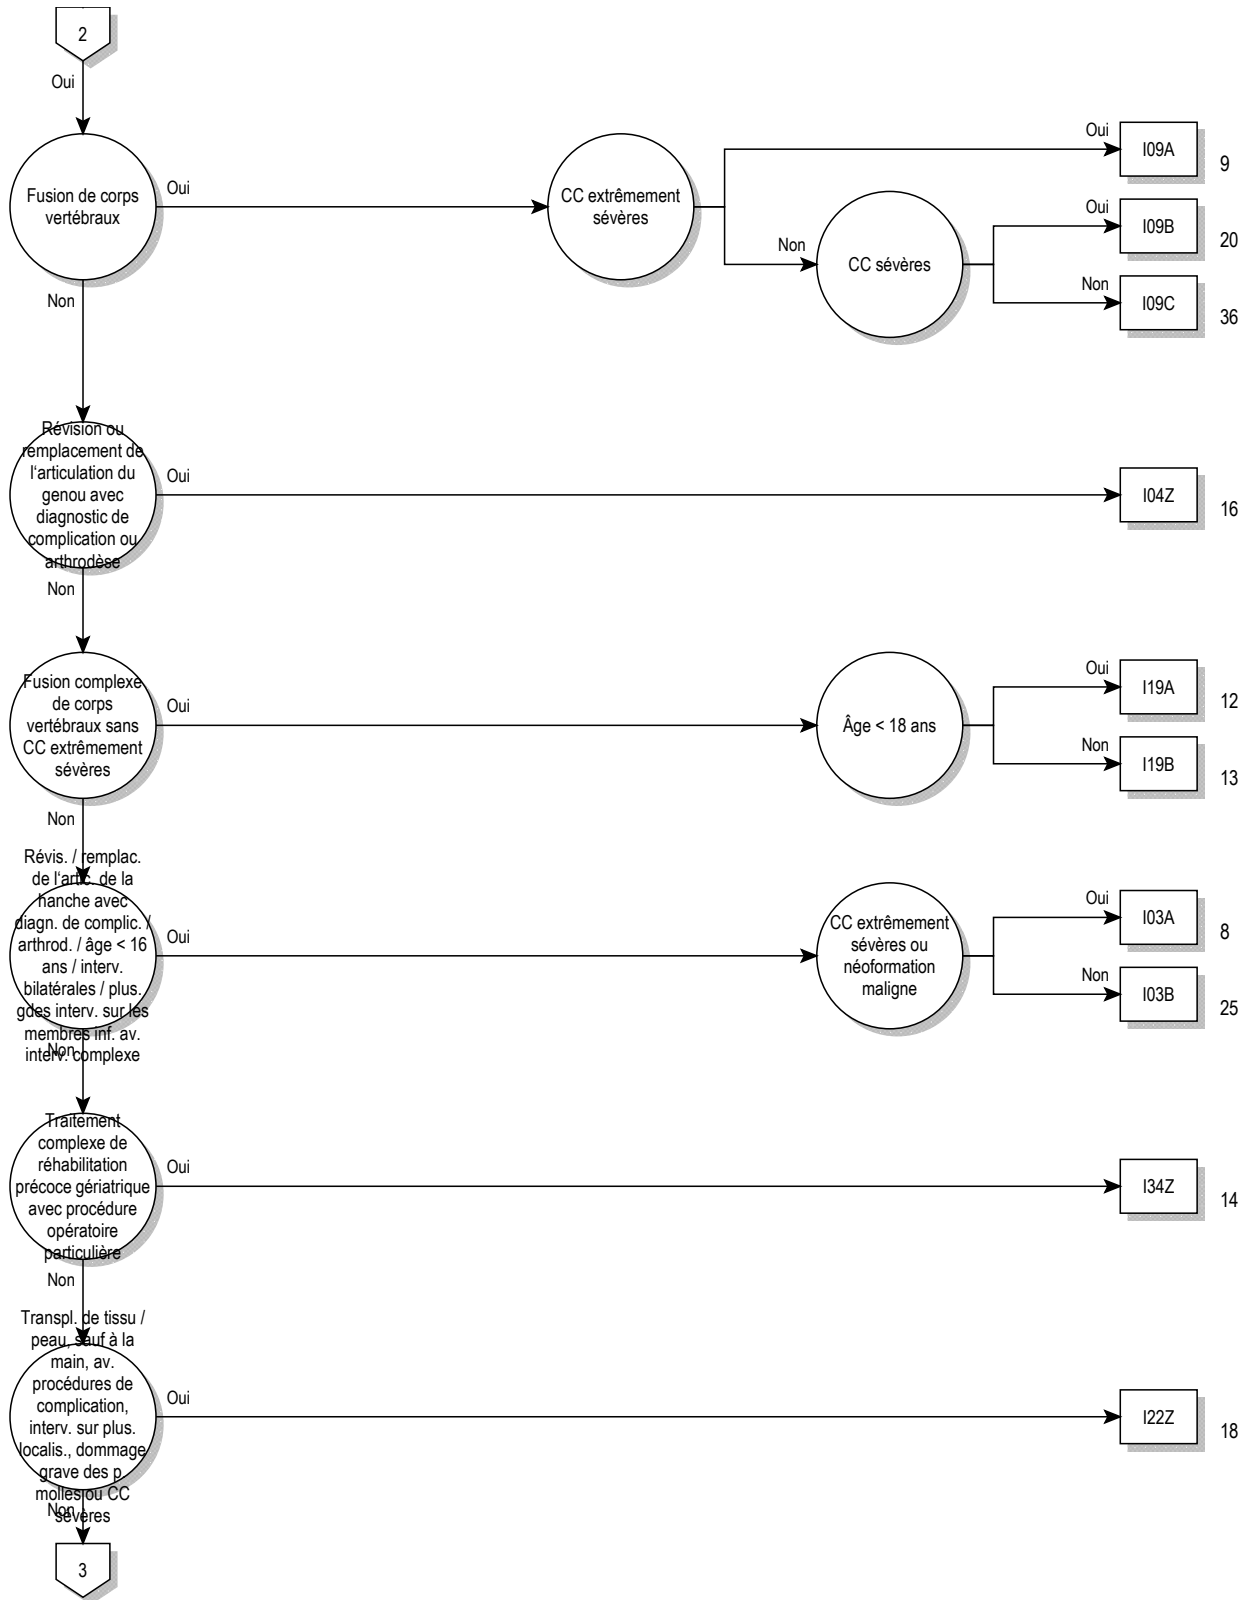 2
Oui
Fusion de corps
vertébraux
Oui
CC extrêmement
sévères
Oui
I09A
9
Non
CC sévères
Oui
I09B
20
Non
I09C
36
Non
Révision ou
remplacement de
l'articulation du
genou avec
diagnostic de
complication ou
arthrodèse
Oui
I04Z
16
Non
Fusion complexe
de corps
vertébraux sans
CC extrêmement
sévères
Oui
Âge < 18 ans
Oui
I19A
12
Non
I19B
13
Non
Révis. / remplac.
de l'artic. de la
hanche avec
diagn. de complic. /
arthrod. / âge < 16
ans / interv.
bilatérales / plus.
gdes interv. sur les
membres inf. av.
interv. complexe
Oui
CC extrêmement
sévères ou
néoformation
maligne
Oui
I03A
8
Non
I03B
25
Non
Traitement
complexe de
réhabilitation
précoce gériatrique
avec procédure
opératoire
particulière
Oui
I34Z
14
Non
Transpl. de tissu /
peau, sauf à la
main, av.
procédures de
complication,
interv. sur plus.
localis., dommage
grave des p.
molles ou CC
sévères
Oui
I22Z
18
Non
3